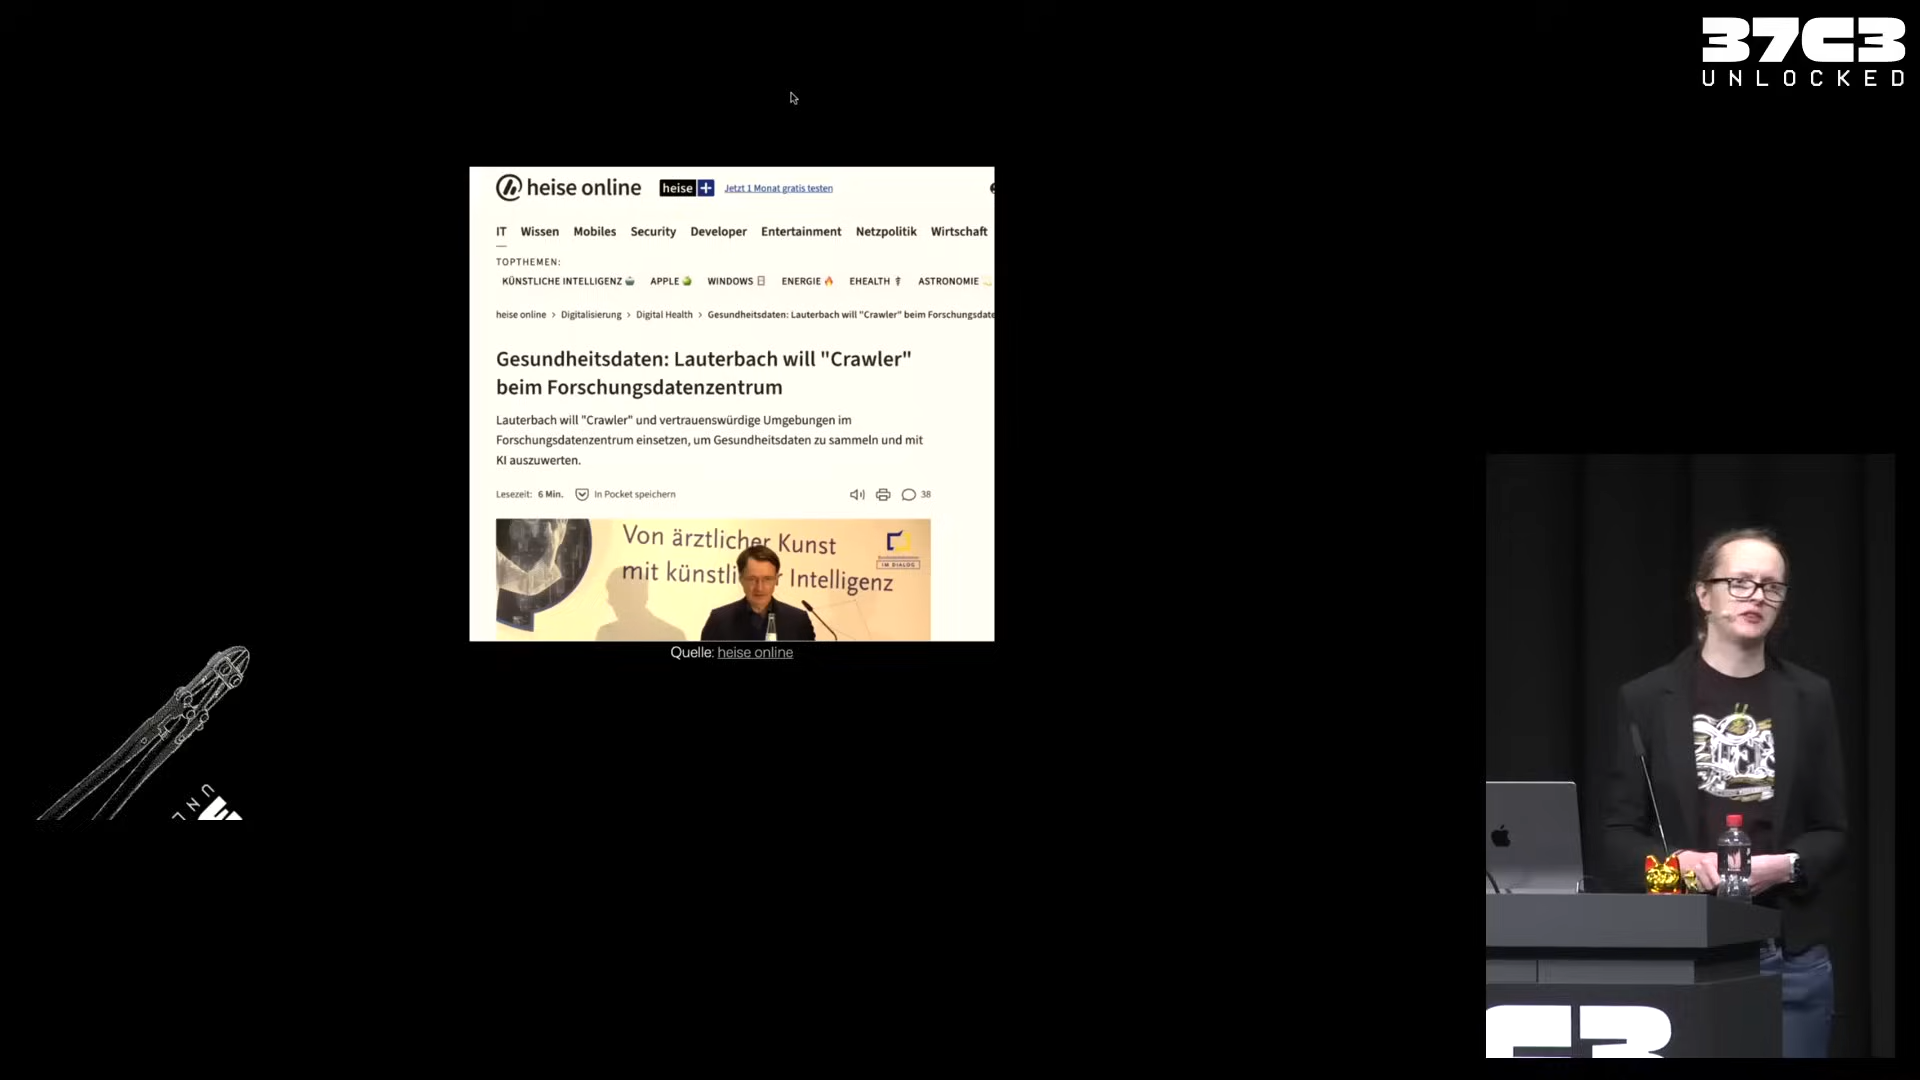 37C3
UNLOCKED
heise online heise + Jetzt 1 Monat gratis testen
IT Wissen Mobiles Security Developer Entertainment Netzpolitik Wirtschaft
TOPTHEMEN:
KÜNSTLICHE INTELLIGENZ APPLE WINDOWS ENERGIE EHEALTH ASTRONOMIE
heise online > Digitalisierung > Digital Health > Gesundheitsdaten: Lauterbach will "Crawler" beim Forschungsdate
Gesundheitsdaten: Lauterbach will "Crawler"
beim Forschungsdatenzentrum
Lauterbach will "Crawler" und vertrauenswürdige Umgebungen im
Forschungsdatenzentrum einsetzen, um Gesundheitsdaten zu sammeln und mit
KI auszuwerten.
Lesezeit: 6 Min. In Pocket speichern 38
Von ärztlicher Kunst
mit künstli r Intelligenz
IM DIALOG
Quelle: heise online
UNL
C3